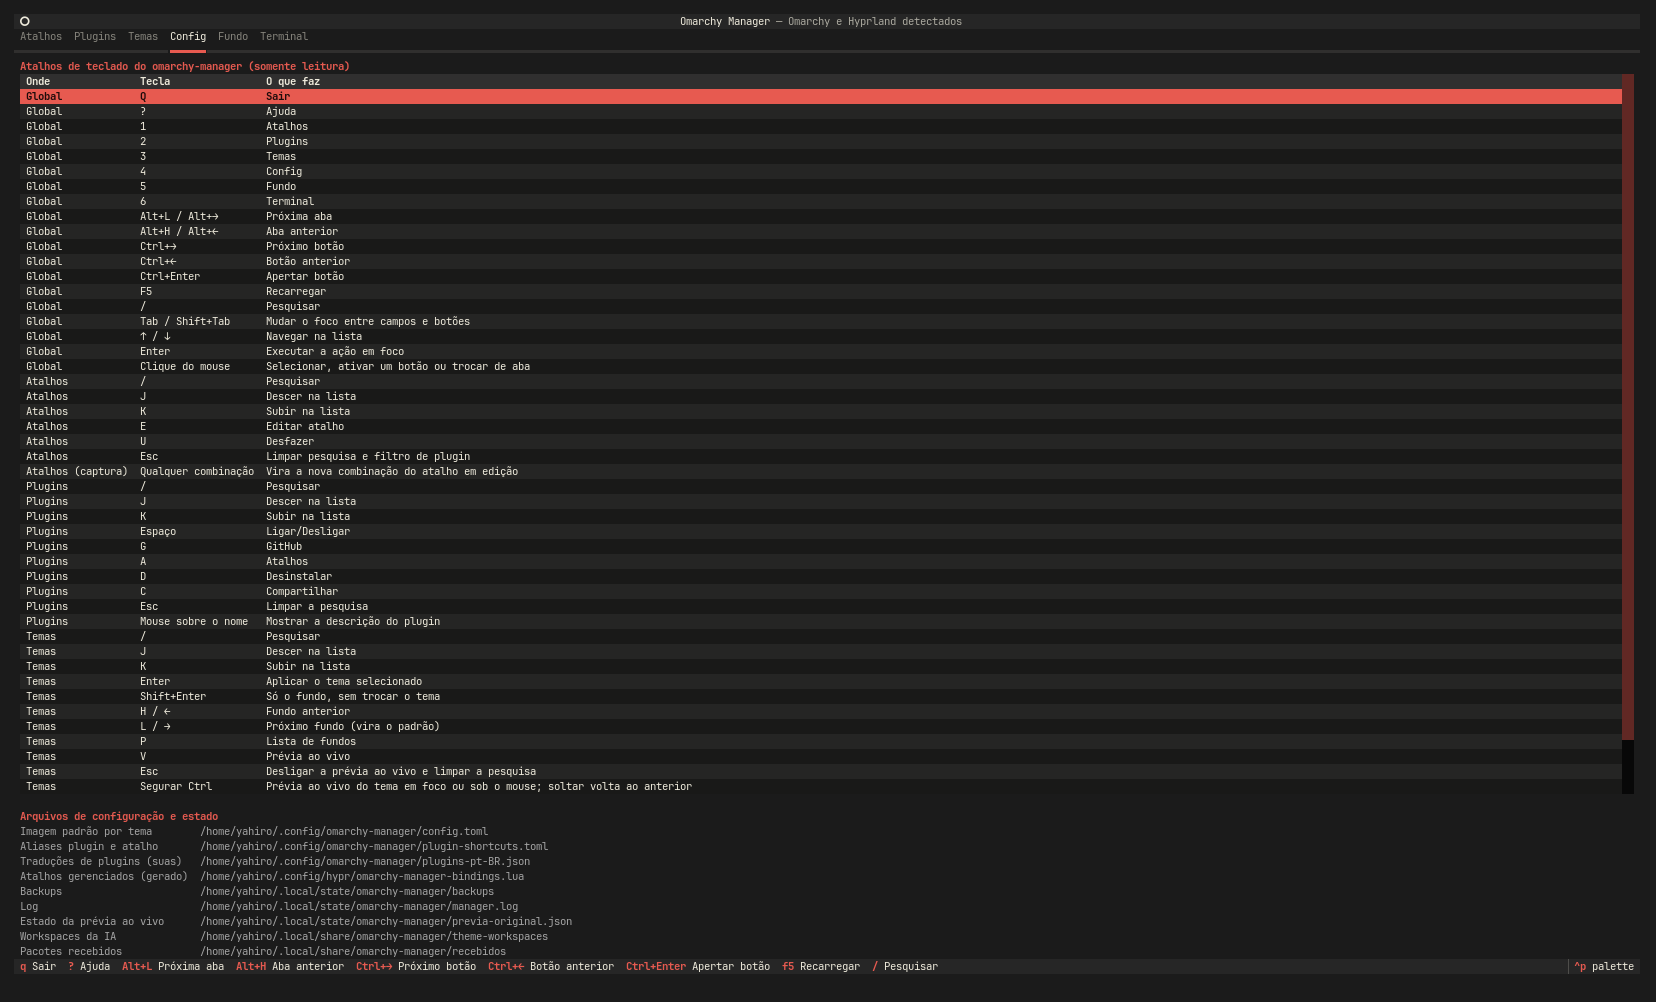 Omarchy Manager — Omarchy e Hyprland detectados
Atalhos Plugins Temas Config Fundo Terminal
Atalhos de teclado do omarchy-manager (somente leitura)
Onde Tecla O que faz
Global Q Sair
Global ? Ajuda
Global 1 Atalhos
Global 2 Plugins
Global 3 Temas
Global 4 Config
Global 5 Fundo
Global 6 Terminal
Global Alt+L / Alt+→ Próxima aba
Global Alt+H / Alt+← Aba anterior
Global Ctrl+→ Próximo botão
Global Ctrl+← Botão anterior
Global Ctrl+Enter Apertar botão
Global F5 Recarregar
Global / Pesquisar
Global Tab / Shift+Tab Mudar o foco entre campos e botões
Global ↑ / ↓ Navegar na lista
Global Enter Executar a ação em foco
Global Clique do mouse Selecionar, ativar um botão ou trocar de aba
Atalhos / Pesquisar
Atalhos J Descer na lista
Atalhos K Subir na lista
Atalhos E Editar atalho
Atalhos U Desfazer
Atalhos Esc Limpar pesquisa e filtro de plugin
Atalhos (captura) Qualquer combinação Vira a nova combinação do atalho em edição
Plugins / Pesquisar
Plugins J Descer na lista
Plugins K Subir na lista
Plugins Espaço Ligar/Desligar
Plugins G GitHub
Plugins A Atalhos
Plugins D Desinstalar
Plugins C Compartilhar
Plugins Esc Limpar a pesquisa
Plugins Mouse sobre o nome Mostrar a descrição do plugin
Temas / Pesquisar
Temas J Descer na lista
Temas K Subir na lista
Temas Enter Aplicar o tema selecionado
Temas Shift+Enter Só o fundo, sem trocar o tema
Temas H / ← Fundo anterior
Temas L / → Próximo fundo (vira o padrão)
Temas P Lista de fundos
Temas V Prévia ao vivo
Temas Esc Desligar a prévia ao vivo e limpar a pesquisa
Temas Segurar Ctrl Prévia ao vivo do tema em foco ou sob o mouse; soltar volta ao anterior
Arquivos de configuração e estado
Imagem padrão por tema /home/yahiro/.config/omarchy-manager/config.toml
Aliases plugin e atalho /home/yahiro/.config/omarchy-manager/plugin-shortcuts.toml
Traduções de plugins (suas) /home/yahiro/.config/omarchy-manager/plugins-pt-BR.json
Atalhos gerenciados (gerado) /home/yahiro/.config/hypr/omarchy-manager-bindings.lua
Backups /home/yahiro/.local/state/omarchy-manager/backups
Log /home/yahiro/.local/state/omarchy-manager/manager.log
Estado da prévia ao vivo /home/yahiro/.local/state/omarchy-manager/previa-original.json
Workspaces da IA /home/yahiro/.local/share/omarchy-manager/theme-workspaces
Pacotes recebidos /home/yahiro/.local/share/omarchy-manager/recebidos
q Sair ? Ajuda Alt+L Próxima aba Alt+H Aba anterior Ctrl+→ Próximo botão Ctrl+← Botão anterior Ctrl+Enter Apertar botão f5 Recarregar / Pesquisar ^p palette